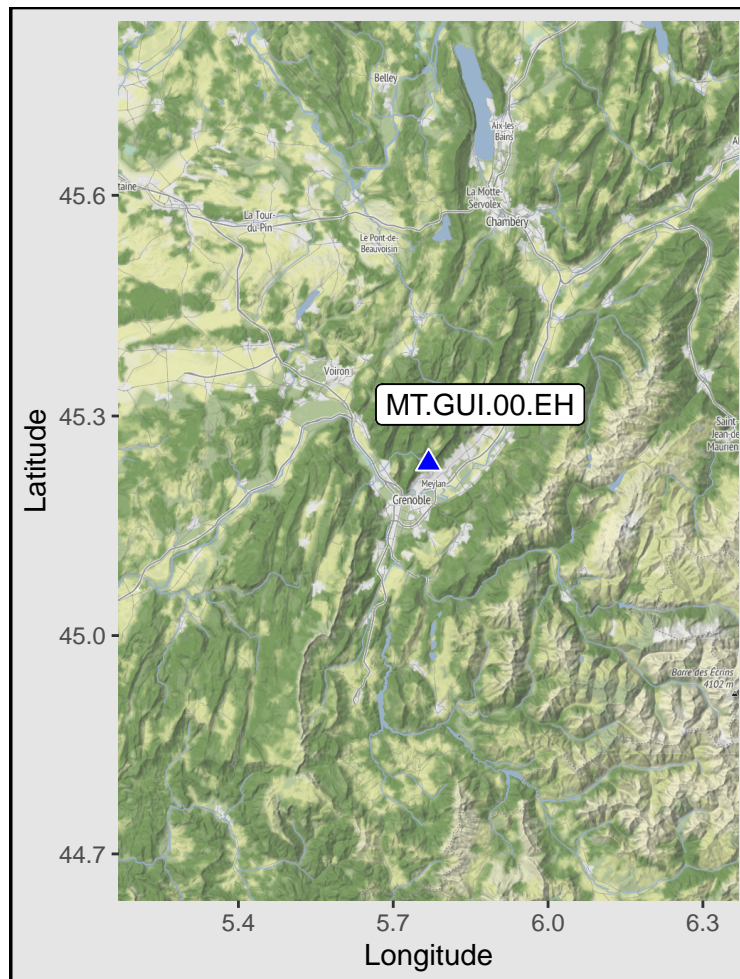 Belley
Aix-les
Bains
45.6
taine
La Motte-
Servolex
La Tour-
du-Pin
Chambéry
Le Pont-de-
Beauvoisin
Voiron
MT.GUI.00.EH
45.3
Saint
Jean-de
Maurien
Latitude
Meylan
Grenoble
45.0
Barre des Écrins
4102 m
44.7
5.4
5.7
6.0
6.3
Longitude